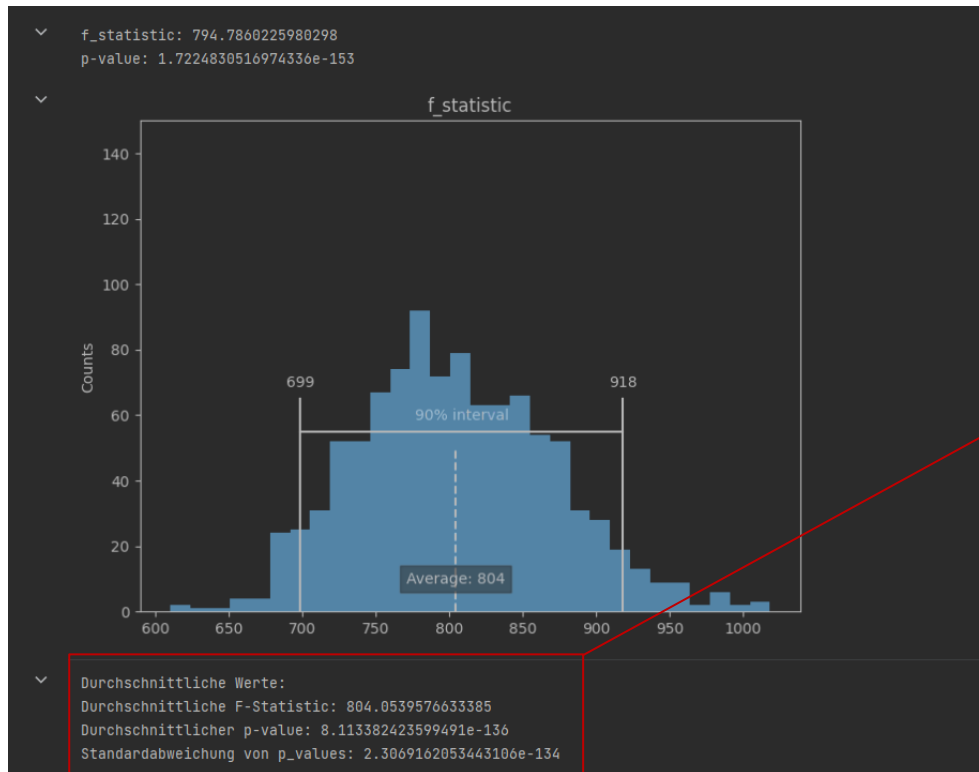 f_statistic: 794.7860225980298
p-value: 1.7224830516974336e-153
f_statistic
140
120
100
80
60
40
20
0
Counts
699
918
90% interval
Average: 804
600 650 700 750 800 850 900 950 1000
Durchschnittliche Werte:
Durchschnittliche F-Statistic: 804.0539576633385
Durchschnittlicher p-value: 8.113382423599491e-136
Standardabweichung von p_values: 2.3069162053443106e-134